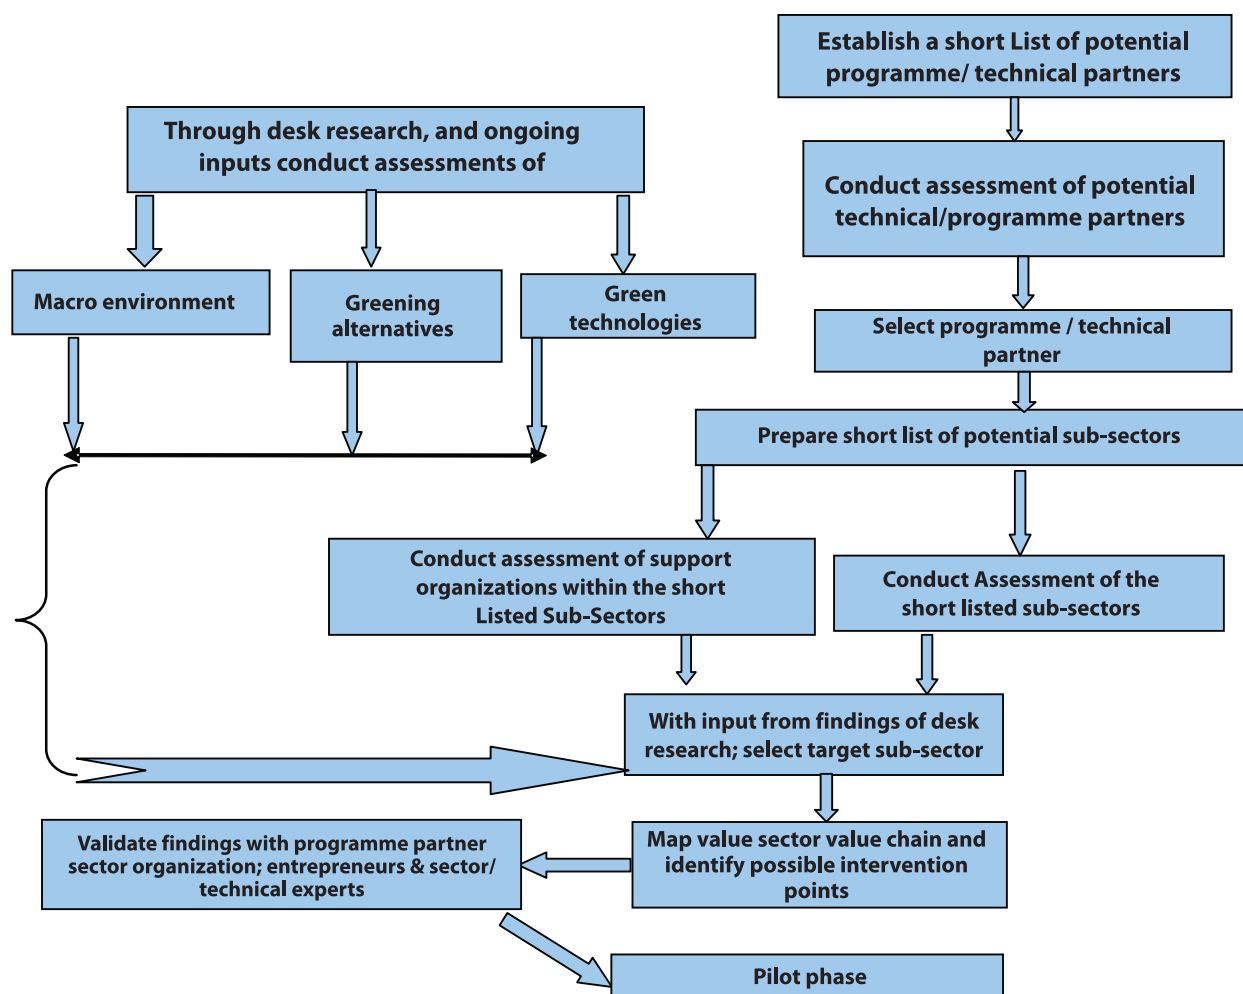 Establish a short List of potential
programme/ technical partners
Through desk research, and ongoing
inputs conduct assessments of
Conduct assessment of potential
technical/programme partners
Macro environment
Greening
alternatives
Green
technologies
Select programme / technical
partner
Prepare short list of potential sub-sectors
Conduct assessment of support
organizations within the short
Listed Sub-Sectors
Conduct Assessment of the
short listed sub-sectors
With input from findings of desk
research; select target sub-sector
Map value sector value chain and
identify possible intervention
points
Validate findings with programme partner
sector organization; entrepreneurs & sector/
technical experts
Pilot phase